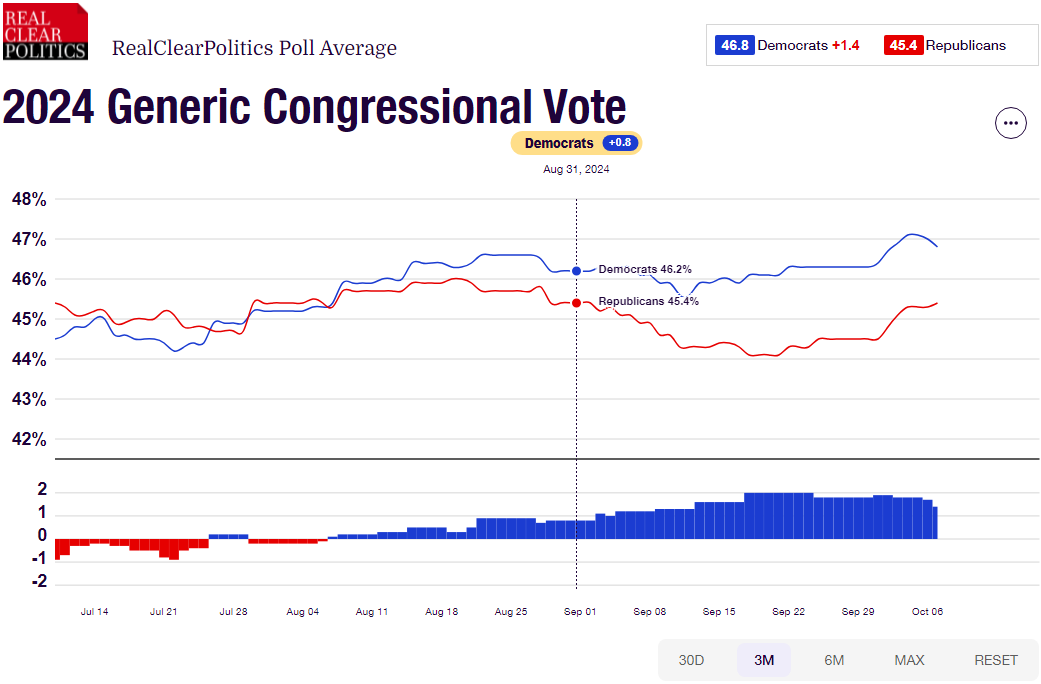 REAL
CLEAR
POLITICS
RealClearPolitics Poll Average
46.8 Democrats +1.4 45.4 Republicans
2024 Generic Congressional Vote
Democrats +0.8
Aug 31, 2024
48%
47%
46%
45%
44%
43%
42%
Democrats 46.2%
Republicans 45.4%
2
1
0
-1
-2
Jul 14 Jul 21 Jul 28 Aug 04 Aug 11 Aug 18 Aug 25 Sep 01 Sep 08 Sep 15 Sep 22 Sep 29 Oct 06
30D 3M 6M MAX RESET